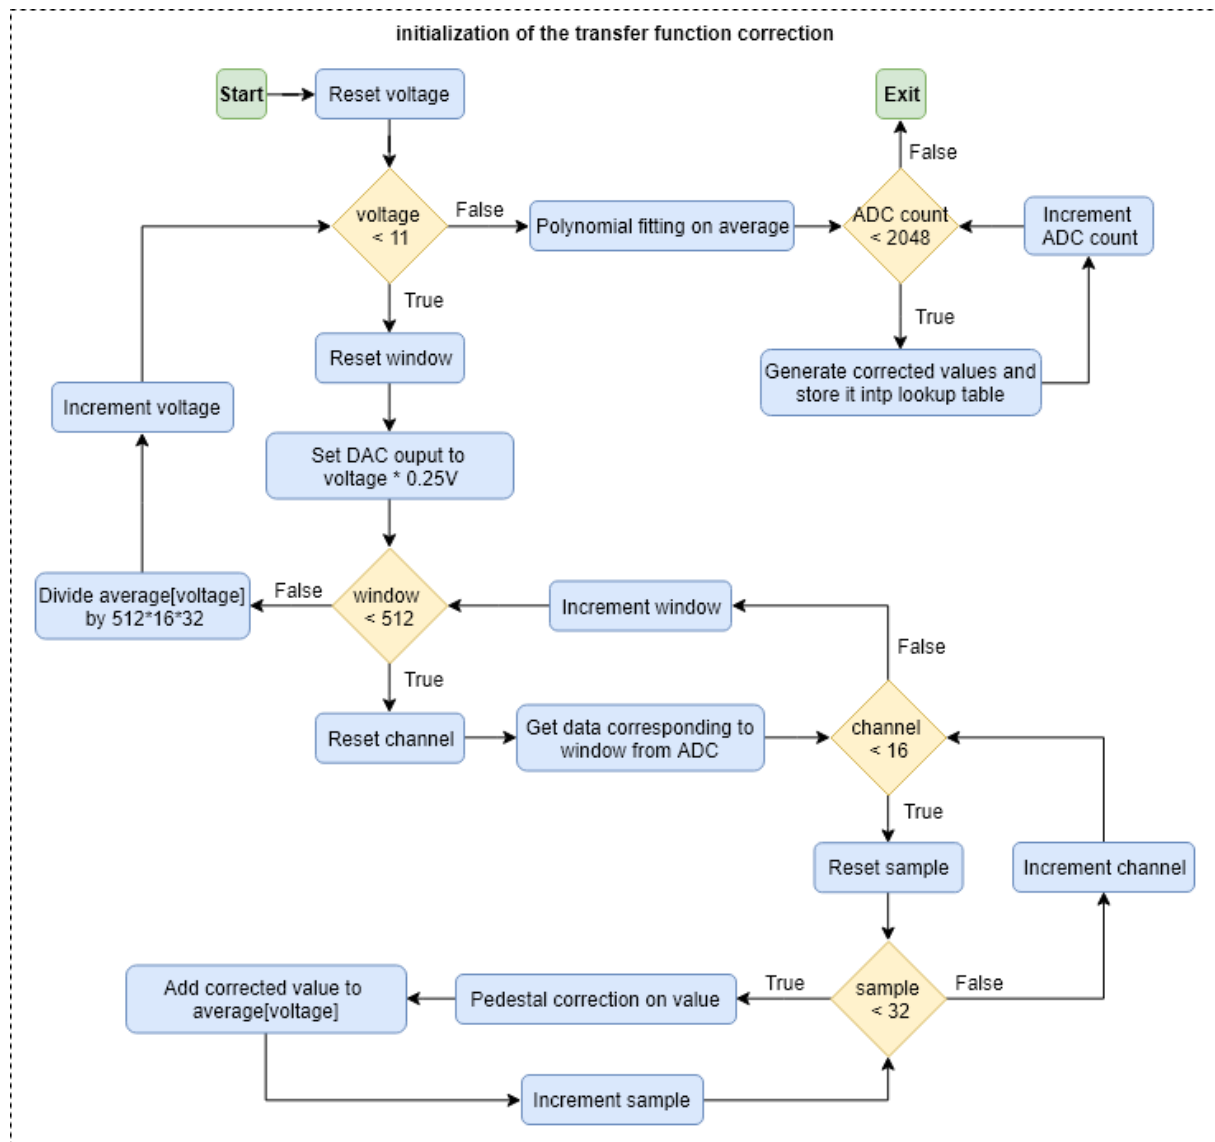 initialization of the transfer function correction
Start
Reset voltage
Exit
False
voltage
< 11
False
Polynomial fitting on average
ADC count
< 2048
Increment
ADC count
True
True
Reset window
Generate corrected values and
store it intp lookup table
Increment voltage
Set DAC ouput to
voltage * 0.25V
Divide average[voltage]
by 512*16*32
False
window
< 512
Increment window
False
True
Reset channel
Get data corresponding to
window from ADC
channel
< 16
True
Reset sample
Increment channel
Add corrected value to
average[voltage]
Pedestal correction on value
True
sample
< 32
False
Increment sample